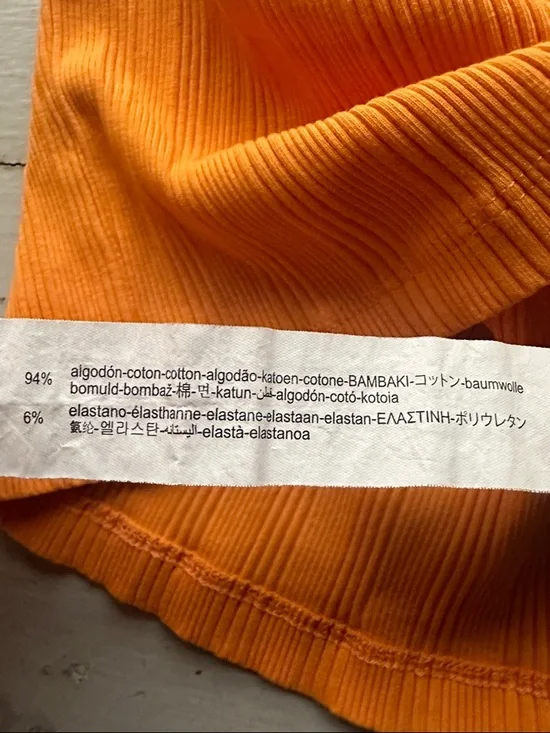 94% algodón-coton-cotton-algodão-katoen-cotone-BAMBAKI-コットン-baumwolle
bomuld-bombaž-棉-면-katun-قطن-algodón-cotó-kotoia
6% elastano-élasthanne-elastane-elastaan-elastan-ΕΛΑΣΤΙΝΗ-ポリウレタン
氨纶-엘라스탄-اليستان-elastà-elastanoa